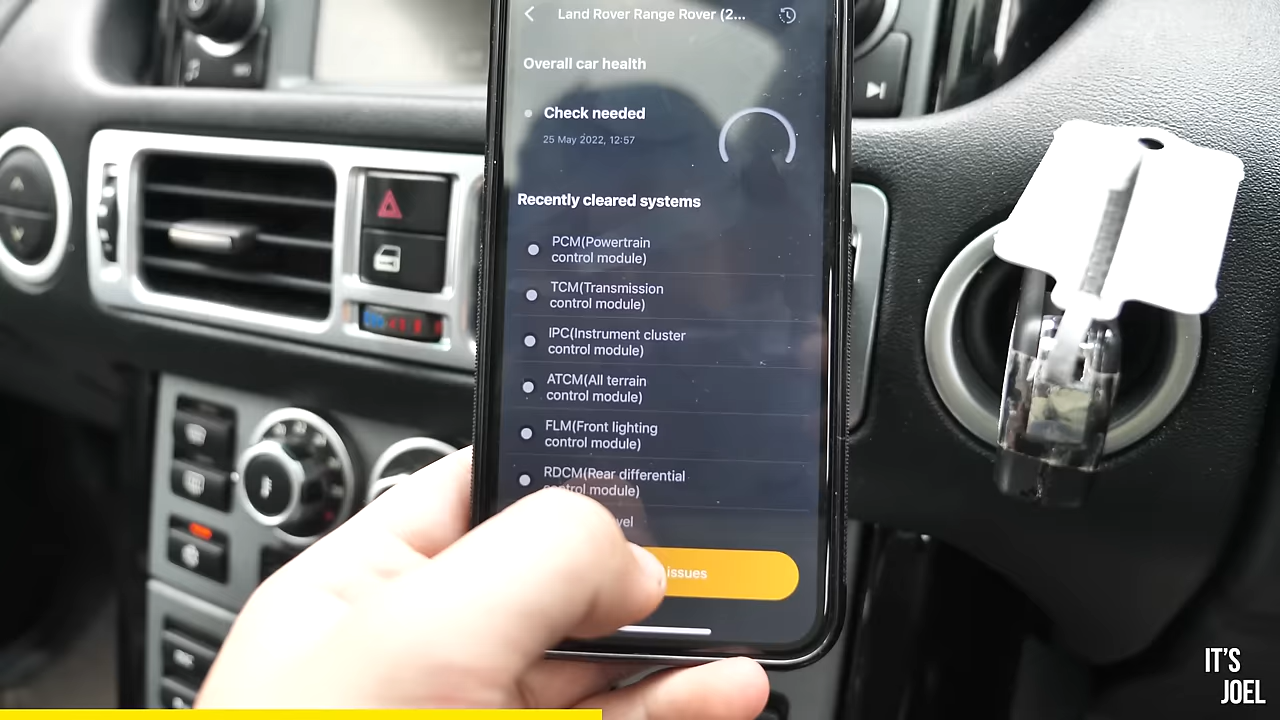 Land Rover Range Rover (2...
Overall car health
Check needed
25 May 2022, 12:57
Recently cleared systems
PCM(Powertrain
control module)
TCM(Transmission
control module)
IPC(Instrument cluster
control module)
ATCM(All terrain
control module)
FLM(Front lighting
control module)
RDCM(Rear differential
control module)
issues
IT'S
JOEL